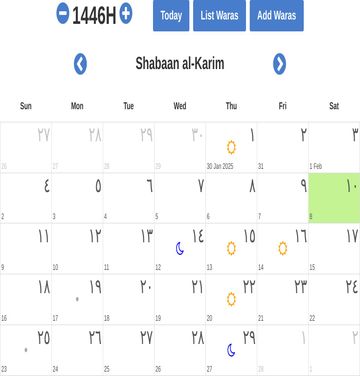 1446H Today List Waras Add Waras
Shabaan al-Karim
Sun Mon Tue Wed Thu Fri Sat
٢٧ ٢٨ ٢٩ ٣٠ ١ ٢ ٣
26 27 28 29 30 Jan 2025 31 1 Feb
٤ ٥ ٦ ٧ ٨ ٩ ١٠
2 3 4 5 6 7 8
١١ ١٢ ١٣ ١٤ ١٥ ١٦ ١٧
9 10 11 12 13 14 15
١٨ ١٩ ٢٠ ٢١ ٢٢ ٢٣ ٢٤
16 17 18 19 20 21 22
٢٥ ٢٦ ٢٧ ٢٨ ٢٩ ١ ٢
23 24 25 26 27 28 1